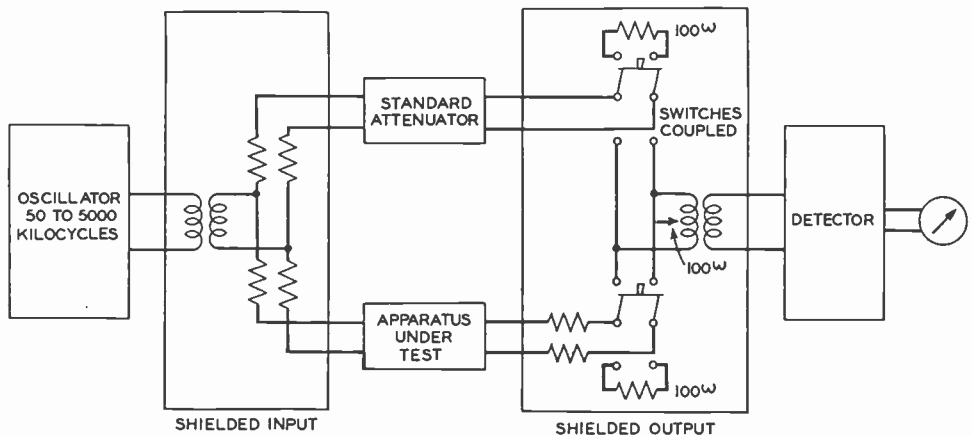 OSCILLATOR
50 TO 5000
KILOCYCLES
SHIELDED INPUT
STANDARD
ATTENUATOR
APPARATUS
UNDER
TEST
100ω
SWITCHES
COUPLED
100ω
100ω
SHIELDED OUTPUT
DETECTOR